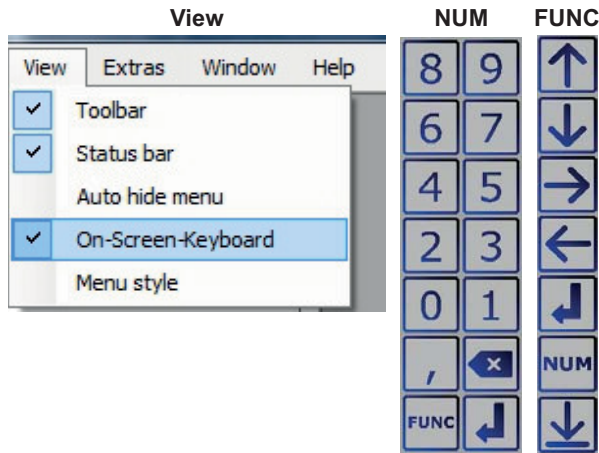 View NUM FUNC
View Extras Window Help
Toolbar
Status bar
Auto hide menu
On-Screen-Keyboard
Menu style
8 9
6 7
4 5
2 3
0 1
,
NUM
FUNC